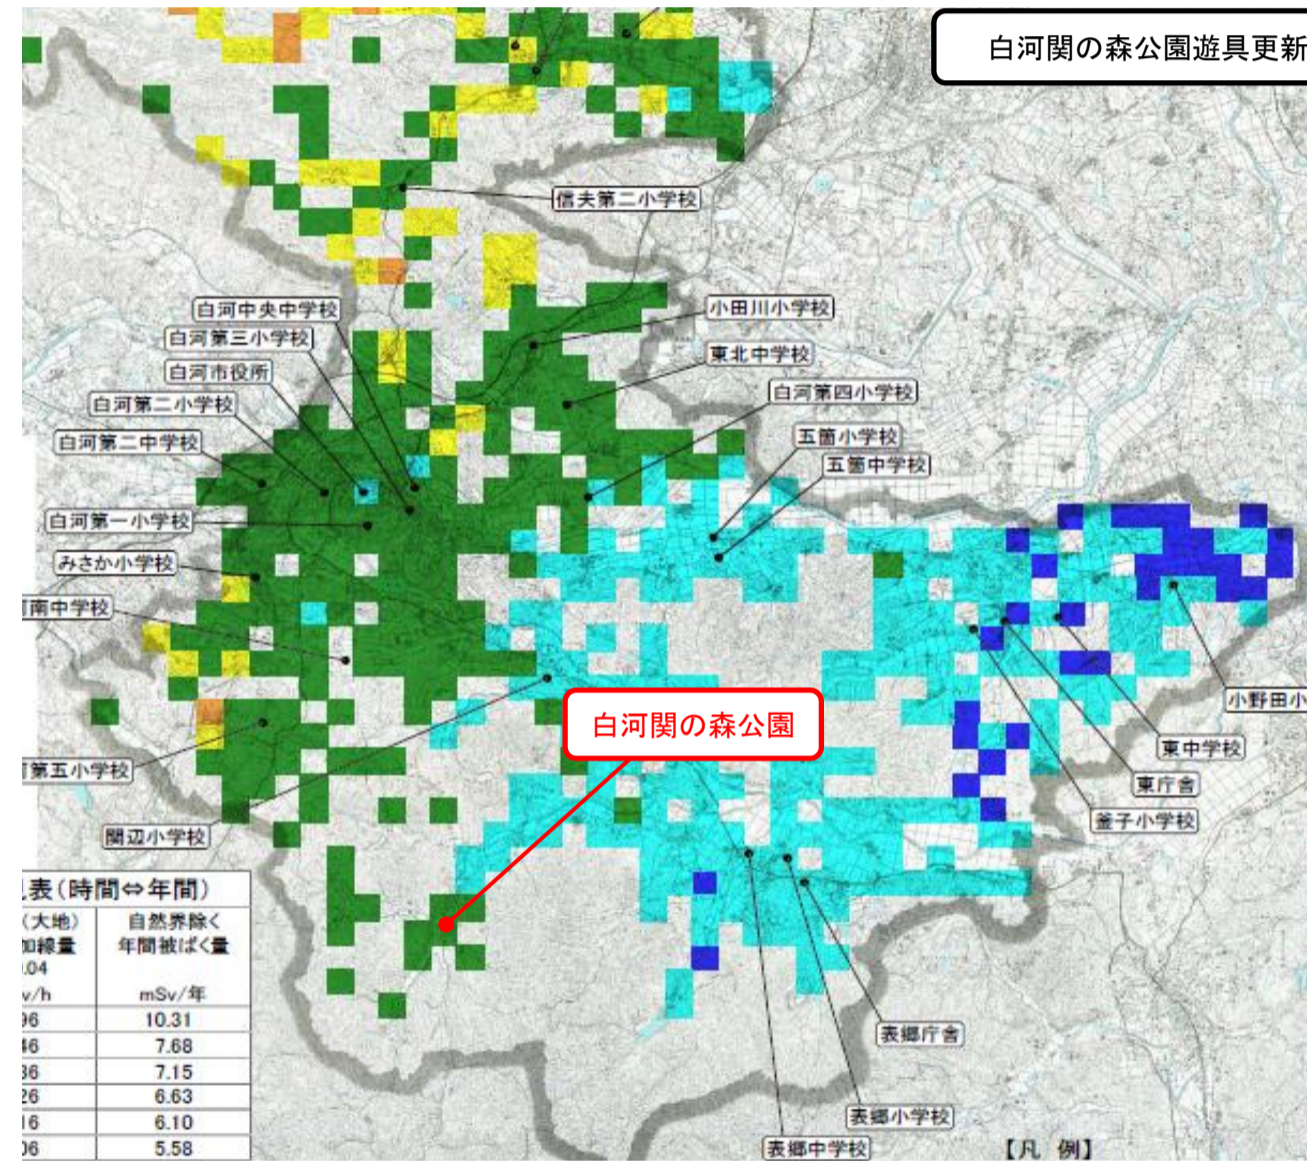 白河関の森公園遊具更新
信夫第二小学校
白河中央中学校
小田川小学校
白河第三小学校
東北中学校
白河市役所
白河第四小学校
白河第二小学校
五箇小学校
白河第二中学校
五箇中学校
白河第一小学校
みさか小学校
南中学校
小野田小
白河関の森公園
東中学校
第五小学校
東庁舎
釜子小学校
関辺小学校
表(時間⇔年間)
(大地) 自然界除く
加線量 年間被ばく量
.04
v/h mSv/年
96 10.31
46 7.68
36 7.15
26 6.63
16 6.10
06 5.58
表郷庁舎
表郷小学校
表郷中学校
【凡 例】